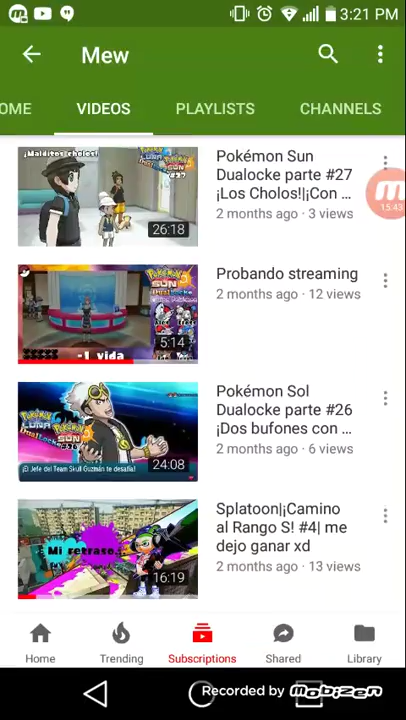 3:21 PM
Mew
OME
VIDEOS
PLAYLISTS
CHANNELS
¡Malditos cholos!
26:18
Pokémon Sun
Dualocke parte #27
¡Los Cholos!|¡Con ...
2 months ago · 3 views
15:43
-1 vida
5:14
Probando streaming
2 months ago · 12 views
¡El Jefe del Team Skull Guzmán te desafía!
24:08
Pokémon Sol
Dualocke parte #26
¡Dos bufones con ...
2 months ago · 6 views
Mi retraso.
16:19
Splatoon|¡Camino
al Rango S! #4| me
dejo ganar xd
2 months ago · 13 views
Home
Trending
Subscriptions
Shared
Library
Recorded by Mobizen